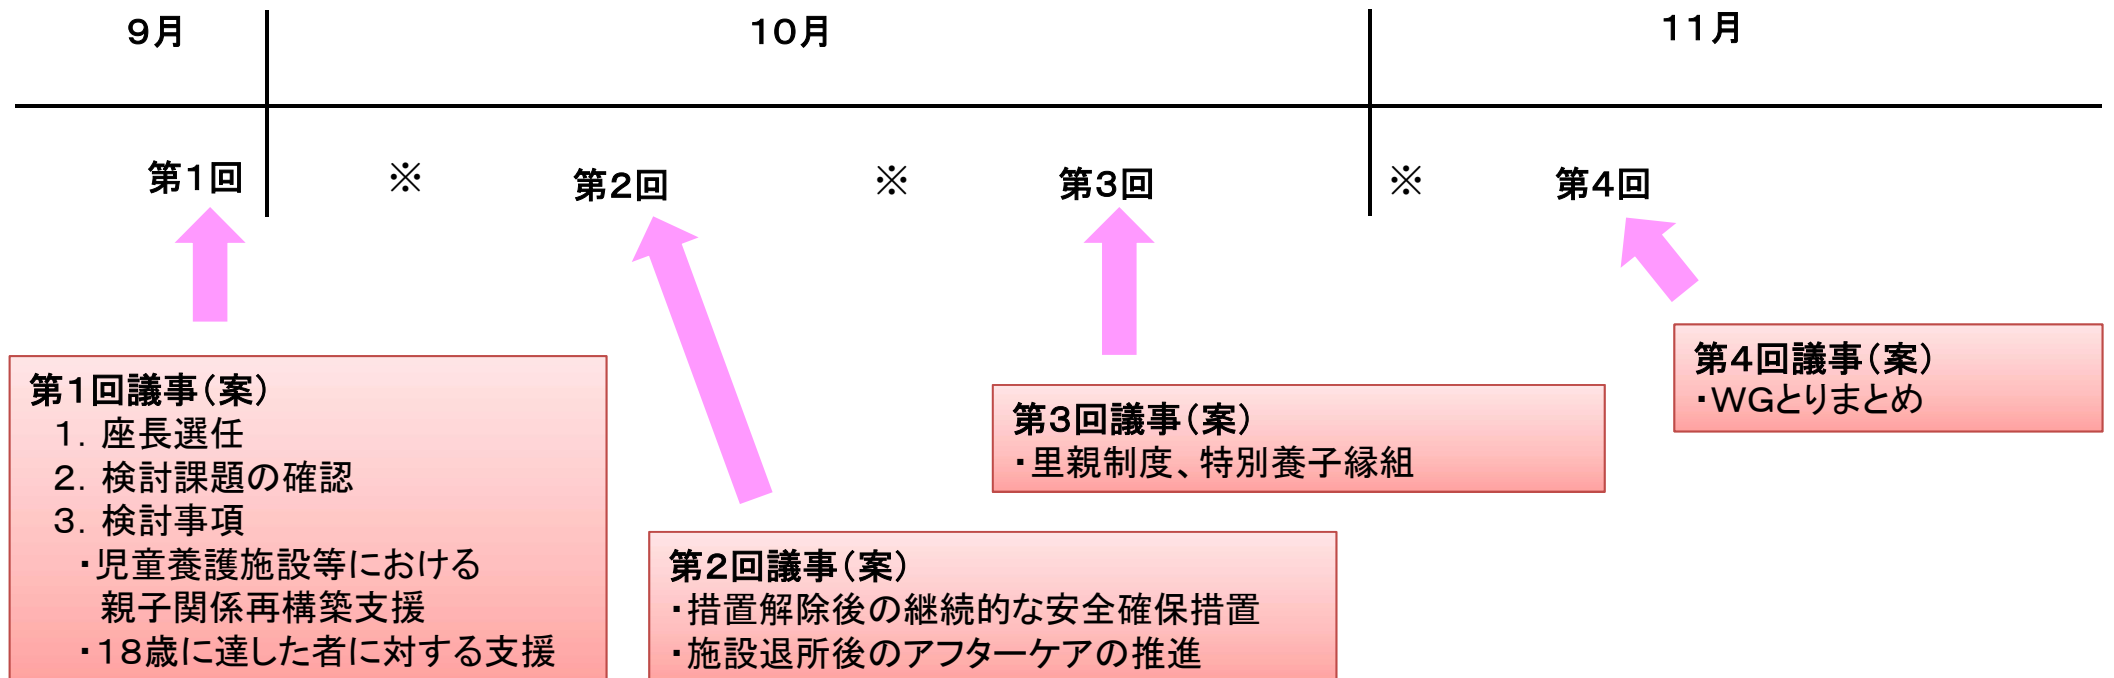 9月
10月
11月
第1回
※
第2回
※
第3回
※
第4回
第1回議事(案)
1. 座長選任
2. 検討課題の確認
3. 検討事項
・児童養護施設等における
親子関係再構築支援
・18歳に達した者に対する支援
第2回議事(案)
・措置解除後の継続的な安全確保措置
・施設退所後のアフターケアの推進
第3回議事(案)
・里親制度、特別養子縁組
第4回議事(案)
・WGとりまとめ